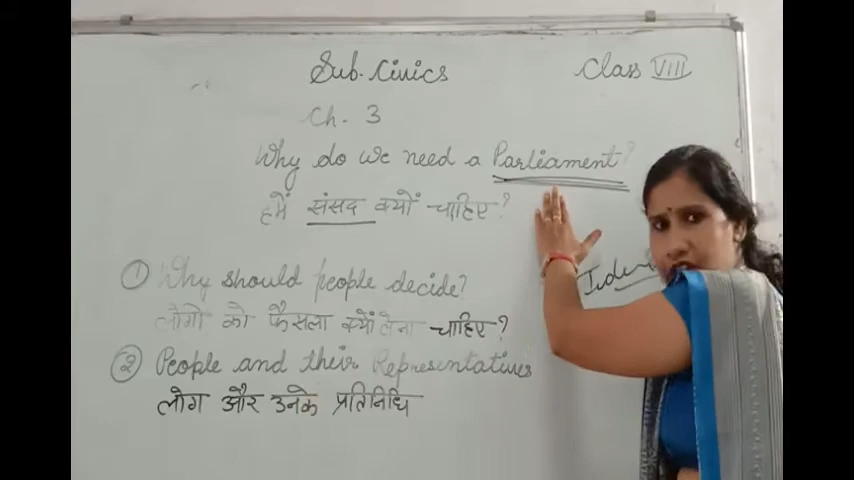 Sub. Civics
Class VIII
Ch. 3
Why do we need a Parliament?
हमें संसद क्यों चाहिए?
① Why should people decide?
लोगो को फैसला क्यों लेना चाहिए?
② People and their Representatives
लोग और उनके प्रतिनिधि